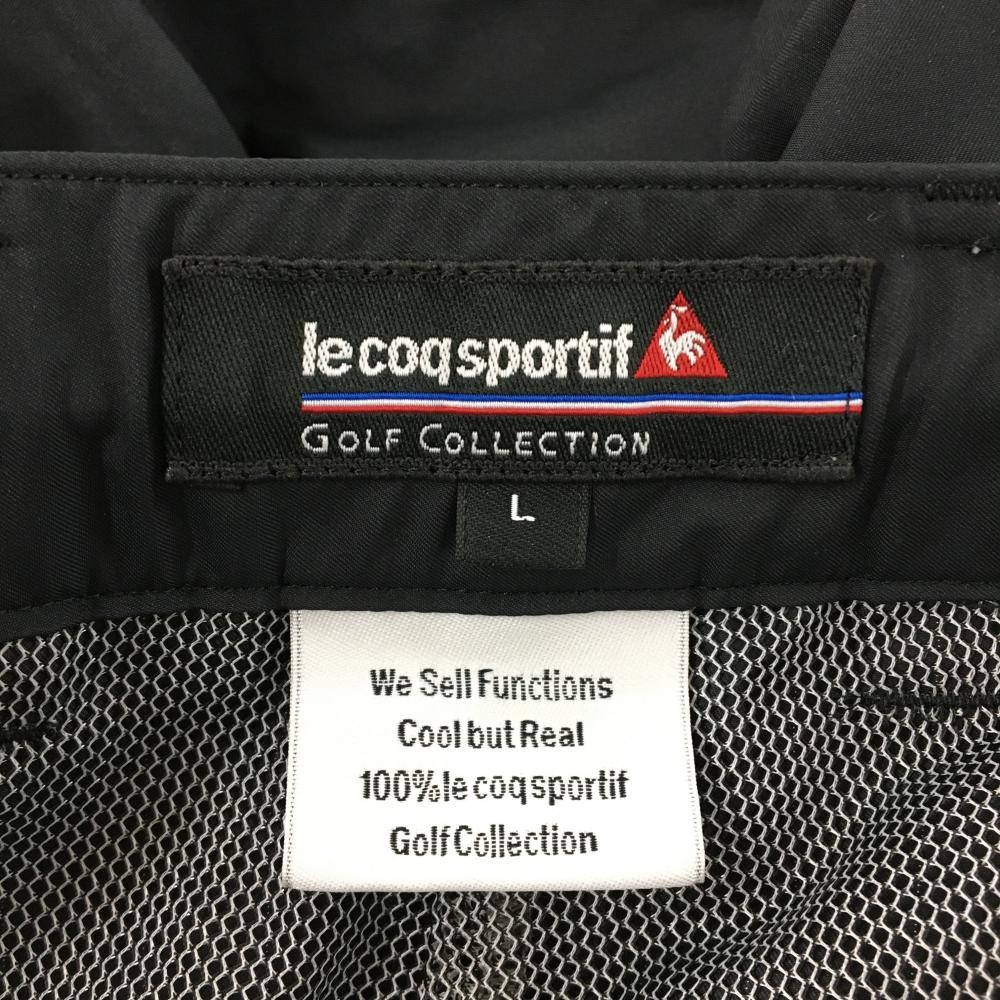 le coq sportif
GOLF COLLECTION
L
We Sell Functions
Cool but Real
100% le coq sportif
Golf Collection